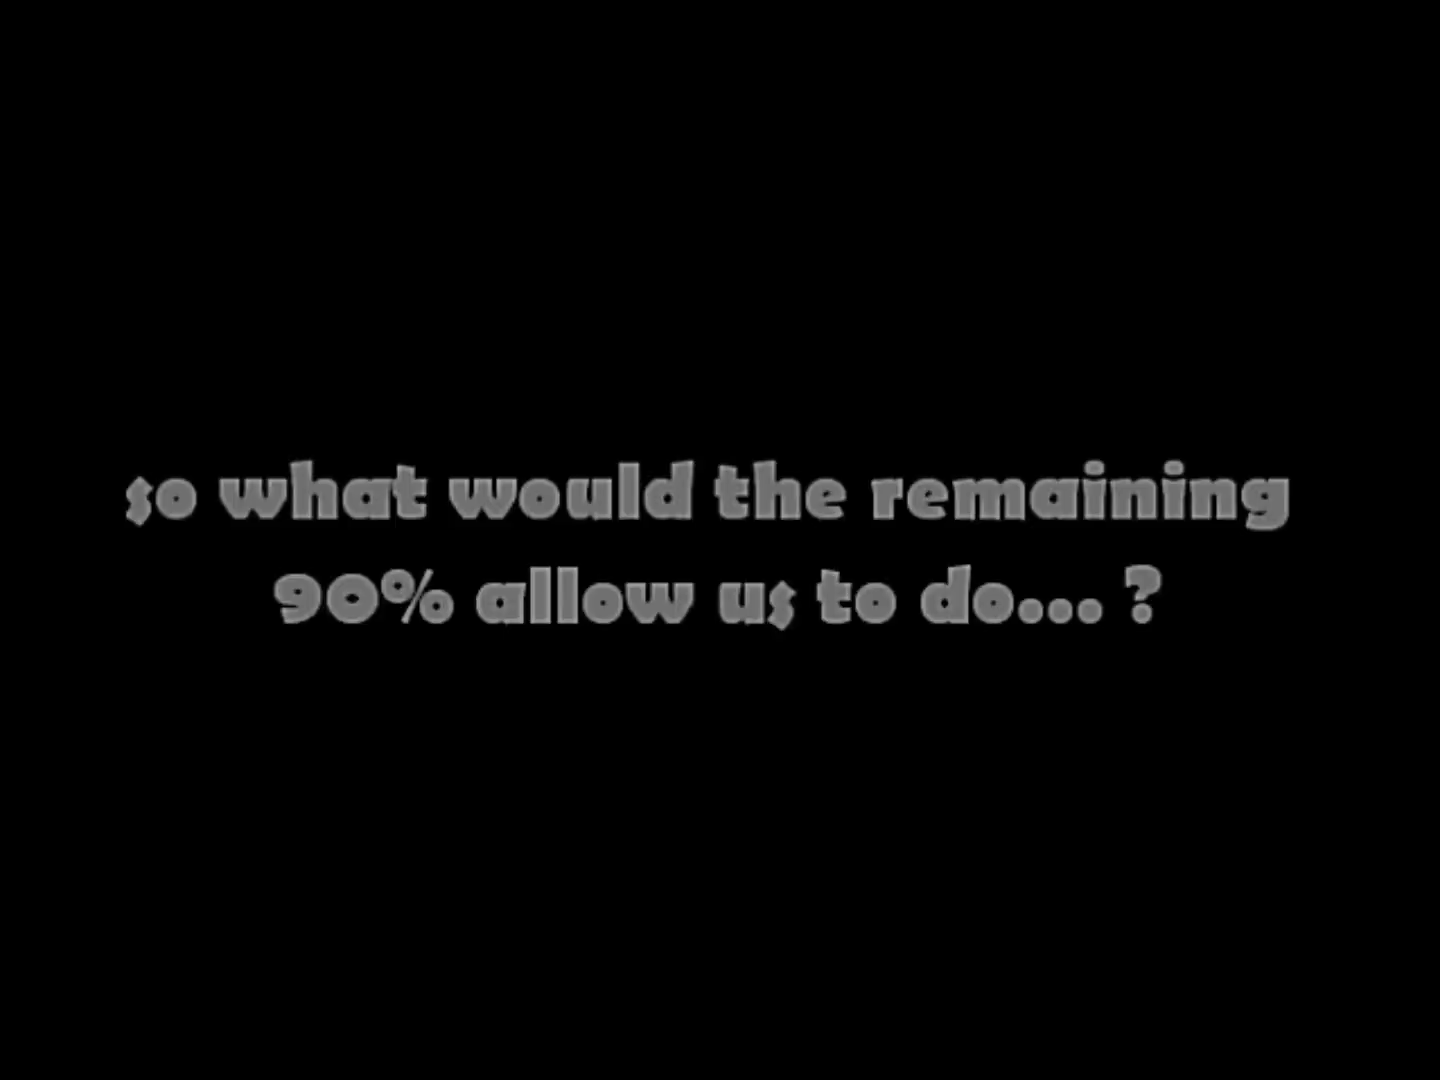 so what would the remaining
90% allow us to do... ?